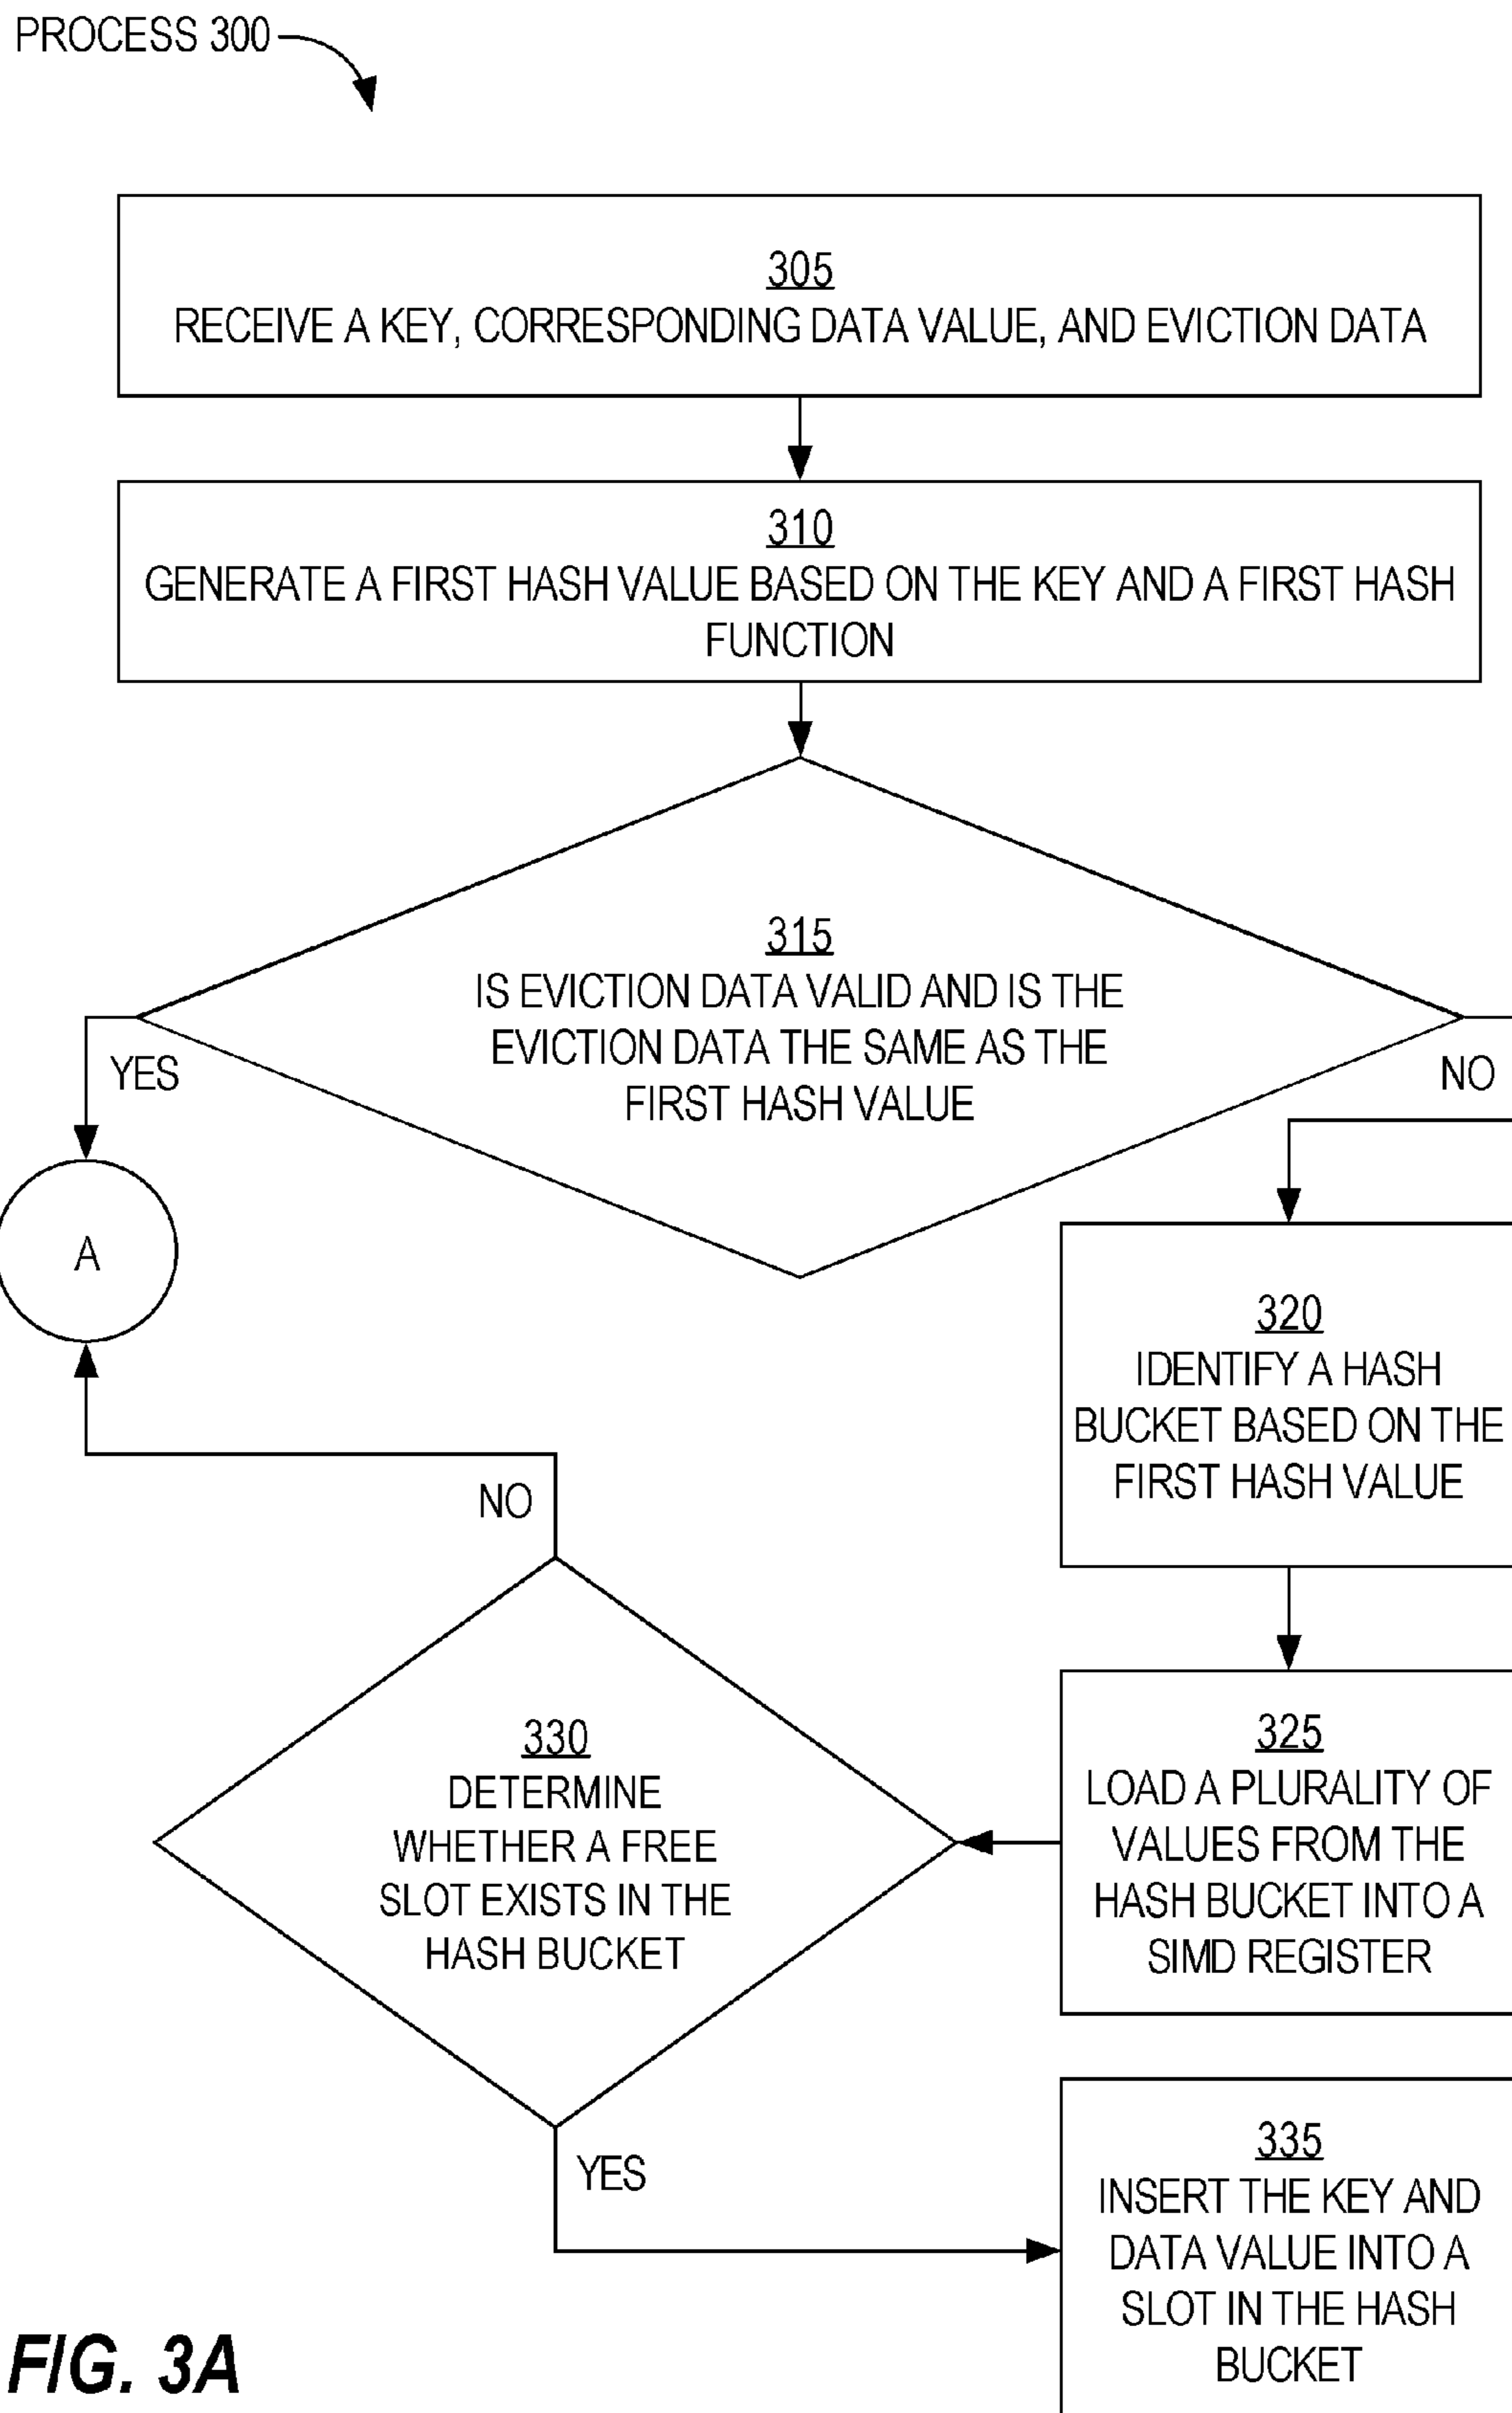 PROCESS 300
305
RECEIVE A KEY, CORRESPONDING DATA VALUE, AND EVICTION DATA
310
GENERATE A FIRST HASH VALUE BASED ON THE KEY AND A FIRST HASH
FUNCTION
315
IS EVICTION DATA VALID AND IS THE
EVICTION DATA THE SAME AS THE
FIRST HASH VALUE
YES
NO
A
320
IDENTIFY A HASH
BUCKET BASED ON THE
FIRST HASH VALUE
NO
325
LOAD A PLURALITY OF
VALUES FROM THE
HASH BUCKET INTO A
SIMD REGISTER
330
DETERMINE
WHETHER A FREE
SLOT EXISTS IN THE
HASH BUCKET
YES
335
INSERT THE KEY AND
DATA VALUE INTO A
SLOT IN THE HASH
BUCKET
FIG. 3A